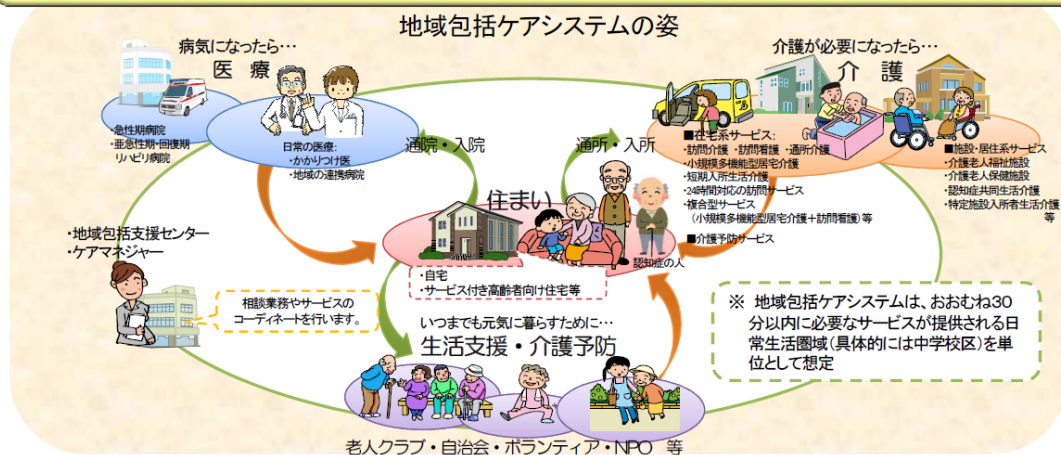 地域包括ケアシステムの姿
病気になったら…
医　療
・急性期病院
・亜急性期・回復期
リハビリ病院
日常の医療：
・かかりつけ医
・地域の連携病院
通院・入院
通所・入所
介護が必要になったら…
介　護
■在宅系サービス：
・訪問介護・訪問看護・通所介護
・小規模多機能型居宅介護
・短期入所生活介護
・24時間対応の訪問サービス
・複合型サービス
（小規模多機能型居宅介護＋訪問看護）等
■介護予防サービス
■施設・居住系サービス
・介護老人福祉施設
・介護老人保健施設
・認知症共同生活介護
・特定施設入所者生活介護
等
住まい
認知症の人
・自宅
・サービス付き高齢者向け住宅等
・地域包括支援センター
・ケアマネジャー
相談業務やサービスの
コーディネートを行います。
いつまでも元気に暮らすために…
生活支援・介護予防
老人クラブ・自治会・ボランティア・NPO　等
※　地域包括ケアシステムは、おおむね30
分以内に必要なサービスが提供される日
常生活圏域（具体的には中学校区）を単
位として想定